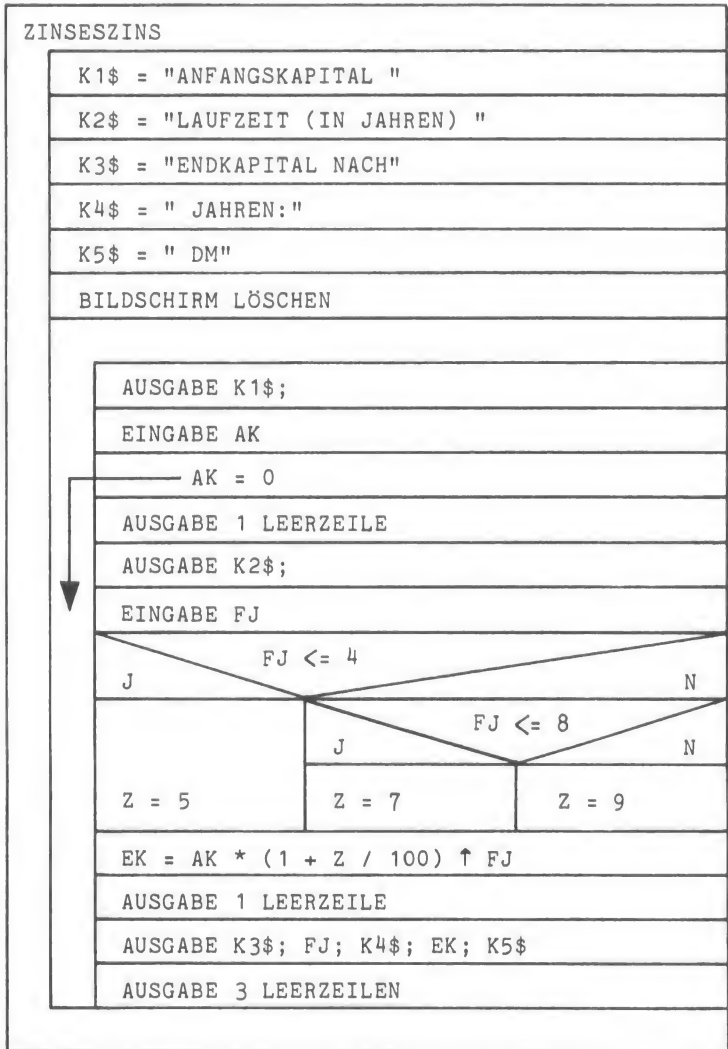 ZINSESZINS
K1$ = "ANFANGSKAPITAL "
K2$ = "LAUFZEIT (IN JAHREN) "
K3$ = "ENDKAPITAL NACH"
K4$ = " JAHREN:"
K5$ = " DM"
BILDSCHIRM LÖSCHEN
AUSGABE K1$;
EINGABE AK
AK = 0
AUSGABE 1 LEERZEILE
AUSGABE K2$;
EINGABE FJ
FJ <= 4
J N
FJ <= 8
J N
Z = 5 Z = 7 Z = 9
EK = AK * (1 + Z / 100) ↑ FJ
AUSGABE 1 LEERZEILE
AUSGABE K3$; FJ; K4$; EK; K5$
AUSGABE 3 LEERZEILEN